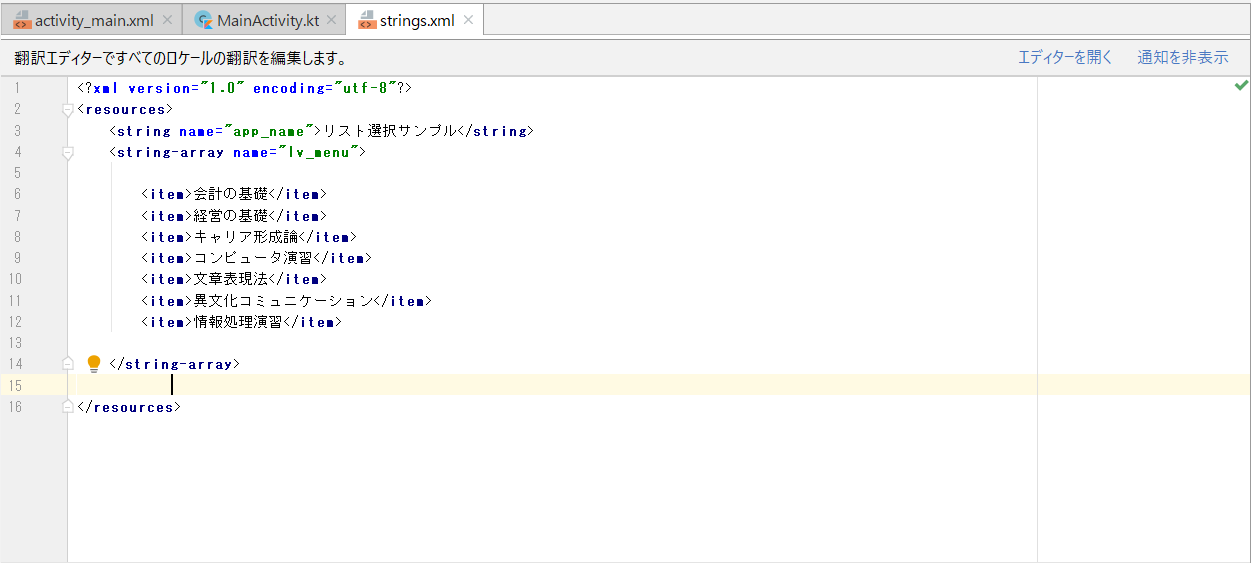 activity_main.xml MainActivity.kt strings.xml
翻訳エディターですべてのロケールの翻訳を編集します。 エディターを開く 通知を非表示
1 <?xml version="1.0" encoding="utf-8"?>
2 <resources>
3 <string name="app_name">リスト選択サンプル</string>
4 <string-array name="lv_menu">
5
6 <item>会計の基礎</item>
7 <item>経営の基礎</item>
8 <item>キャリア形成論</item>
9 <item>コンピュータ演習</item>
10 <item>文章表現法</item>
11 <item>異文化コミュニケーション</item>
12 <item>情報処理演習</item>
13
14 </string-array>
15
16 </resources>